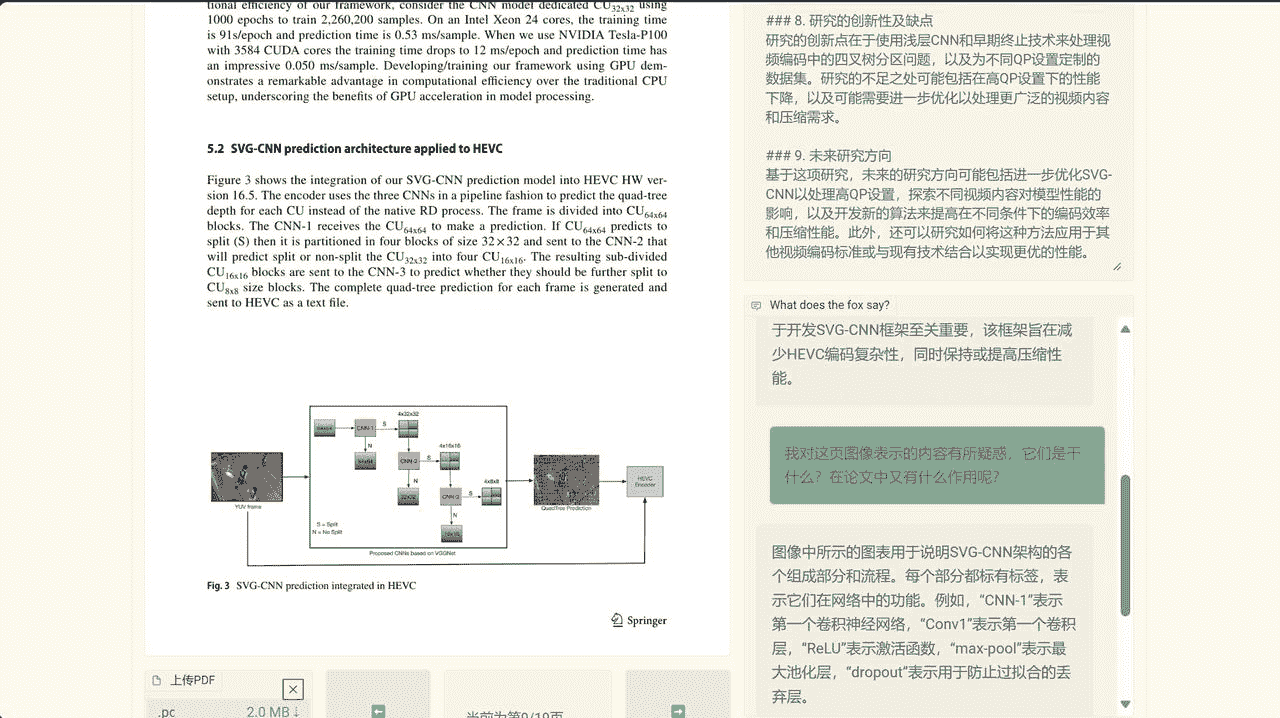 tional efficiency of our framework, consider the CNN model dedicated CU32x32 using
1000 epochs to train 2,260,200 samples. On an Intel Xeon 24 cores, the training time
is 91s/epoch and prediction time is 0.53 ms/sample. When we use NVIDIA Tesla-P100
with 3584 CUDA cores the training time drops to 12 ms/epoch and prediction time has
an impressive 0.050 ms/sample. Developing/training our framework using GPU dem-
onstrates a remarkable advantage in computational efficiency over the traditional CPU
setup, underscoring the benefits of GPU acceleration in model processing.
5.2 SVG-CNN prediction architecture applied to HEVC
Figure 3 shows the integration of our SVG-CNN prediction model into HEVC HW ver-
sion 16.5. The encoder uses the three CNNs in a pipeline fashion to predict the quad-tree
depth for each CU instead of the native RD process. The frame is divided into CU64x64
blocks. The CNN-1 receives the CU64x64 to make a prediction. If CU64x64 predicts to
split (S) then it is partitioned in four blocks of size 32×32 and sent to the CNN-2 that
will predict split or non-split the CU32x32 into four CU16x16. The resulting sub-divided
CU16x16 blocks are sent to the CNN-3 to predict whether they should be further split to
CU8x8 size blocks. The complete quad-tree prediction for each frame is generated and
sent to HEVC as a text file.
4x32x32
CNN-1
S
N
4x16x16
64x64
CNN-2
S
N
4x8x8
32x32
CNN-3
S
N
16x16
S = Split
N = No Split
YUV frame
QuadTree Prediction
HEVC
Encoder
Proposed CNNs based on VGGNet
Fig. 3 SVG-CNN prediction integrated in HEVC
Springer
上传PDF
.pc 2.0 MB↓
当前为第9/19页
### 8. 研究的创新性及缺点
研究的创新点在于使用浅层CNN和早期终止技术来处理视
频编码中的四叉树分区问题，以及为不同QP设置定制的
数据集。研究的不足之处可能包括在高QP设置下的性能
下降，以及可能需要进一步优化以处理更广泛的视频内容
和压缩需求。
### 9. 未来研究方向
基于这项研究，未来的研究方向可能包括进一步优化SVG-
CNN以处理高QP设置，探索不同视频内容对模型性能的
影响，以及开发新的算法来提高在不同条件下的编码效率
和压缩性能。此外，还可以研究如何将这种方法应用于其
他视频编码标准或与现有技术结合以实现更优的性能。
What does the fox say?
于开发SVG-CNN框架至关重要，该框架旨在减
少HEVC编码复杂性，同时保持或提高压缩性
能。
我对这页图像表示的内容有所疑惑，它们是干
什么？在论文中又有什么作用呢？
图像中所示的图表用于说明SVG-CNN架构的各
个组成部分和流程。每个部分都标有标签，表
示它们在网络中的功能。例如，“CNN-1”表示
第一个卷积神经网络，“Conv1”表示第一个卷积
层，“ReLU”表示激活函数，“max-pool”表示最
大池化层，“dropout”表示用于防止过拟合的丢
弃层。